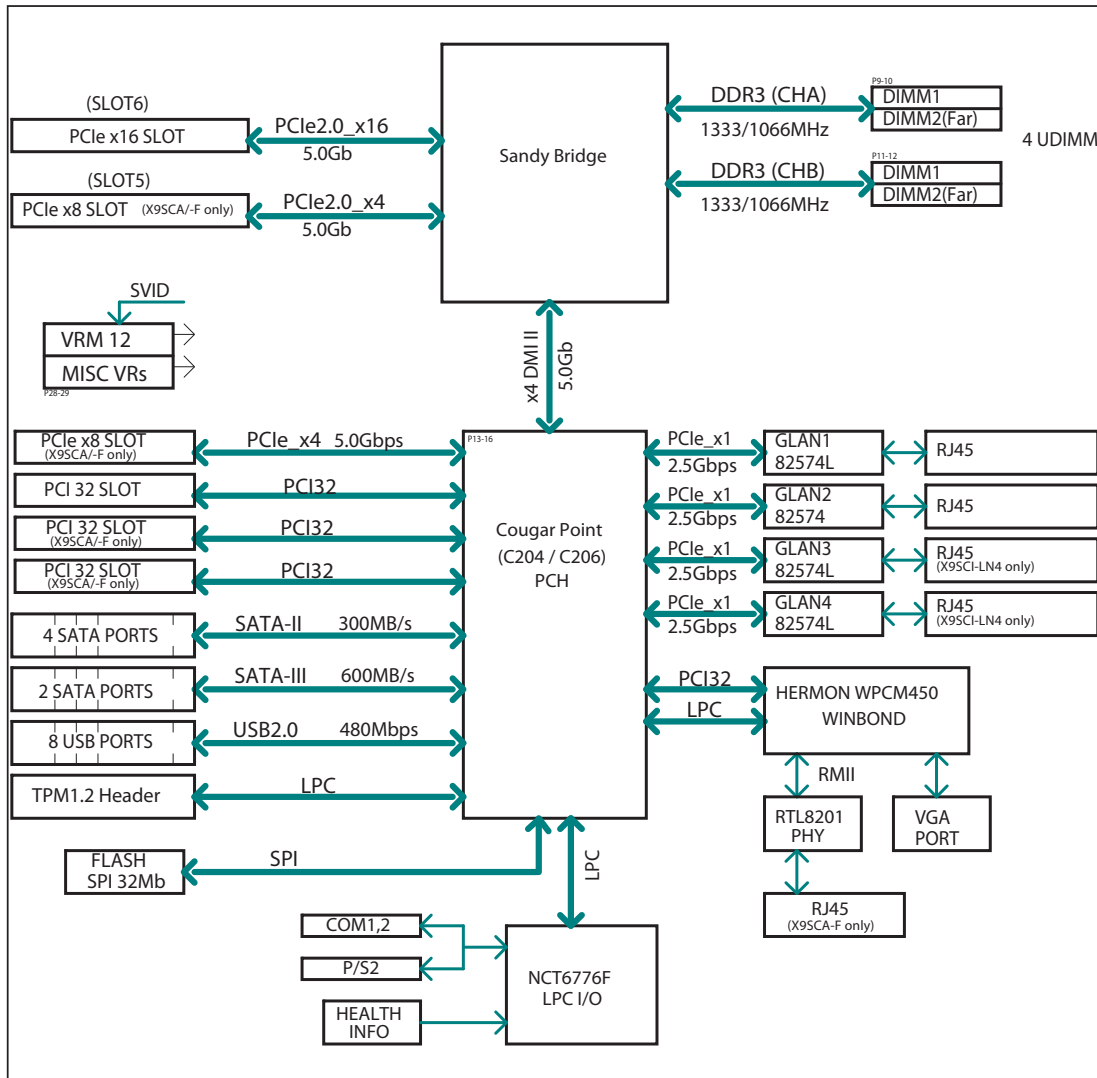 (SLOT6)
PCIe x16 SLOT
PCIe2.0_x16
5.0Gb
(SLOT5)
PCIe x8 SLOT (X9SCA/-F only)
PCIe2.0_x4
5.0Gb
Sandy Bridge
DDR3 (CHA)
1333/1066MHz
P9-10
DIMM1
DIMM2(Far)
4 UDIMM
DDR3 (CHB)
1333/1066MHz
P11-12
DIMM1
DIMM2(Far)
SVID
VRM 12
MISC VRs
P28-29
x4 DMI II
5.0Gb
PCIe x8 SLOT
(X9SCA/-F only)
PCIe_x4 5.0Gbps
PCI 32 SLOT
PCI32
PCI 32 SLOT
(X9SCA/-F only)
PCI32
PCI 32 SLOT
(X9SCA/-F only)
PCI32
4 SATA PORTS
SATA-II 300MB/s
2 SATA PORTS
SATA-III 600MB/s
8 USB PORTS
USB2.0 480Mbps
TPM1.2 Header
LPC
P13-16
Cougar Point
(C204 / C206)
PCH
PCIe_x1
2.5Gbps
GLAN1
82574L
RJ45
PCIe_x1
2.5Gbps
GLAN2
82574
RJ45
PCIe_x1
2.5Gbps
GLAN3
82574L
RJ45
(X9SCI-LN4 only)
PCIe_x1
2.5Gbps
GLAN4
82574L
RJ45
(X9SCI-LN4 only)
PCI32
LPC
HERMON WPCM450
WINBOND
RMII
RTL8201
PHY
VGA
PORT
RJ45
(X9SCA-F only)
FLASH
SPI 32Mb
SPI
LPC
COM1,2
P/S2
HEALTH
INFO
NCT6776F
LPC I/O